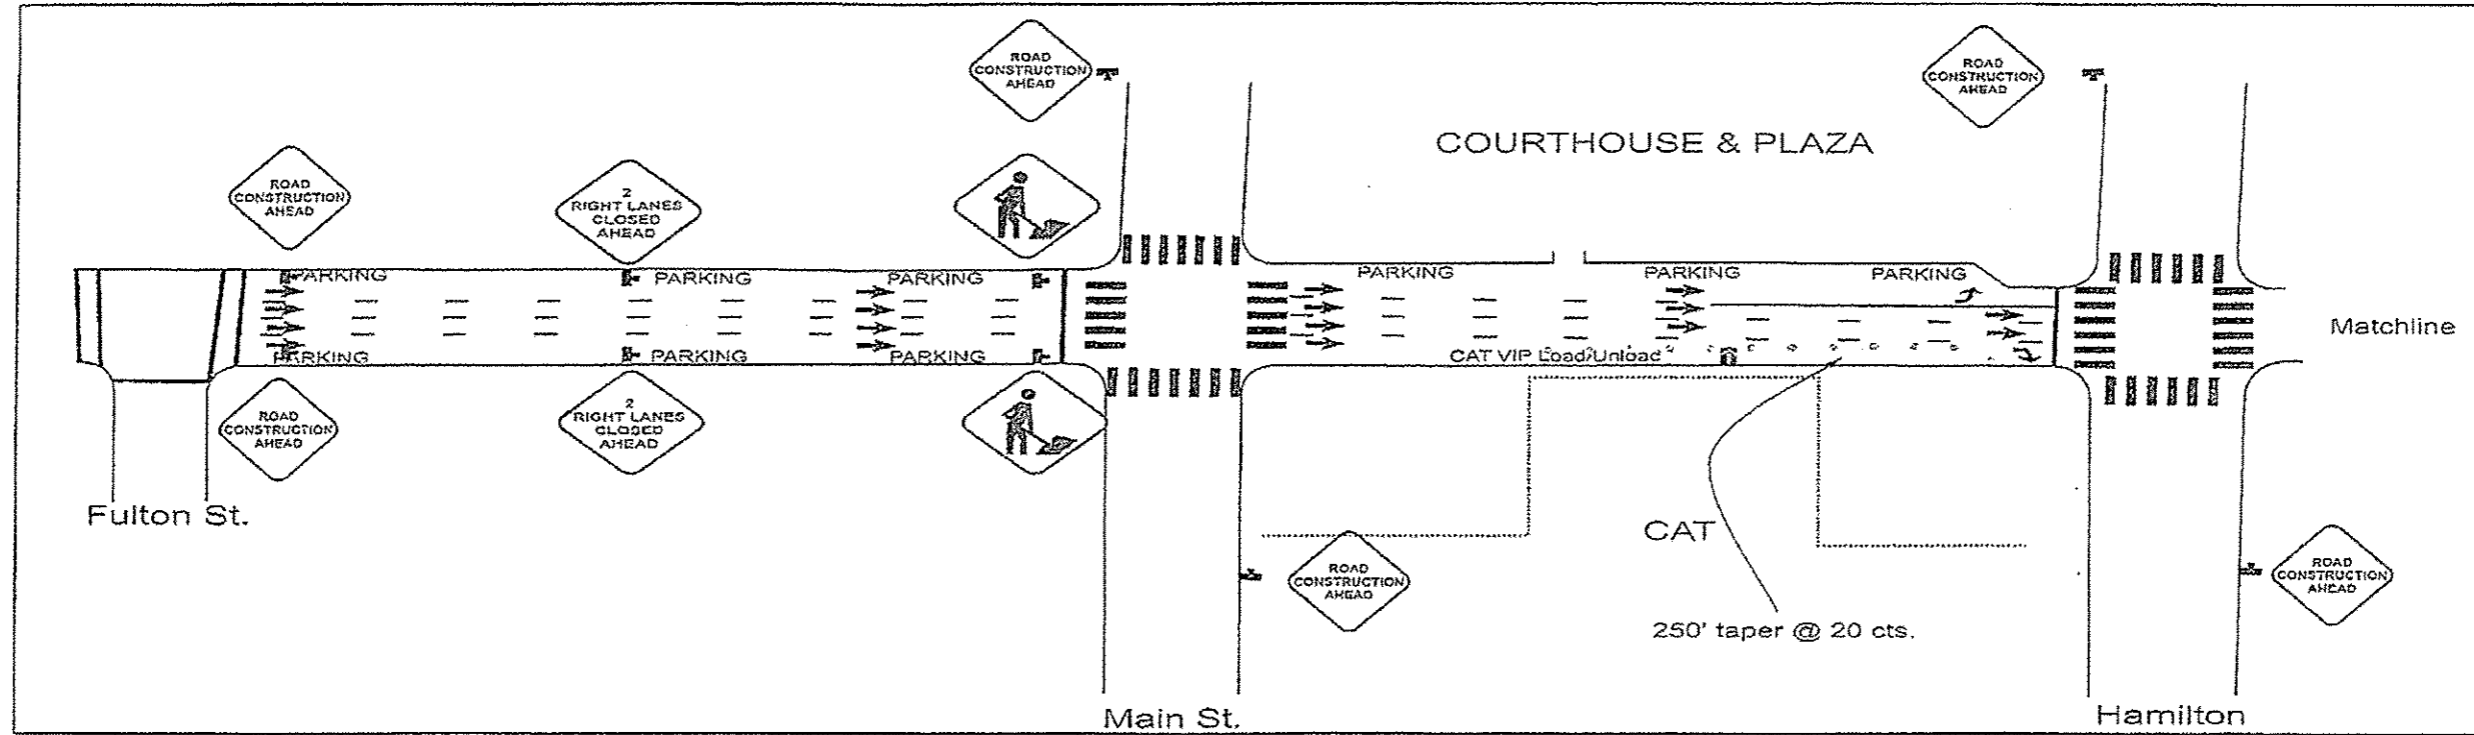 ROAD
CONSTRUCTION
AHEAD
ROAD
CONSTRUCTION
AHEAD
COURTHOUSE & PLAZA
ROAD
CONSTRUCTION
AHEAD
2
RIGHT LANES
CLOSED
AHEAD
PARKING
PARKING
PARKING
PARKING
PARKING
PARKING
Matchline
PARKING
PARKING
PARKING
CAT VIP Load/Unload
ROAD
CONSTRUCTION
AHEAD
2
RIGHT LANES
CLOSED
AHEAD
Fulton St.
CAT
ROAD
CONSTRUCTION
AHEAD
ROAD
CONSTRUCTION
AHEAD
250' taper @ 20 cts.
Main St.
Hamilton